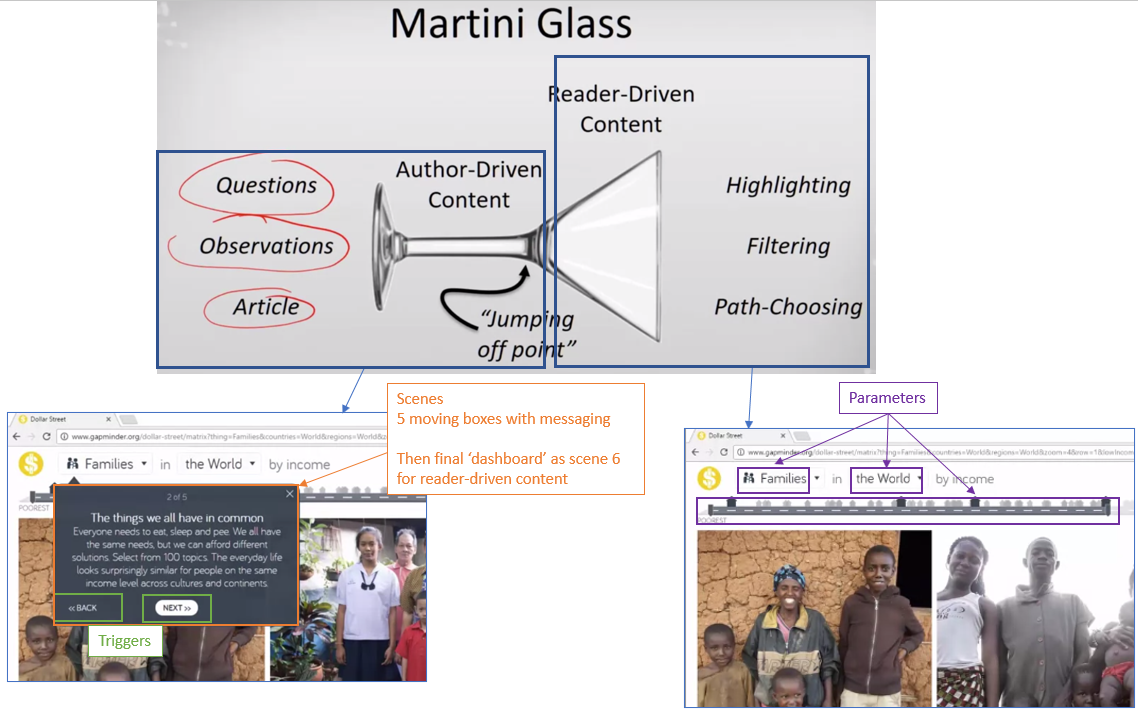 Martini Glass
Reader-Driven
Content
Author-Driven
Content
Questions
Observations
Article
Highlighting
Filtering
Path-Choosing
“Jumping
off point”
Scenes
5 moving boxes with messaging
Then final ‘dashboard’ as scene 6
for reader-driven content
Parameters
Dollar Street
www.gapminder.org/dollar-street/matrix?thing=Families&countries=World&regions=World&z
Families in the World by income
POOREST
2 of 5
The things we all have in common
Everyone needs to eat, sleep and pee. We all have
the same needs, but we can afford different
solutions. Select from 100 topics. The everyday life
looks surprisingly similar for people on the same
income level across cultures and continents.
<< BACK
NEXT >>
Triggers
Dollar Street
www.gapminder.org/dollar-street/matrix?thing=Families&countries=World&regions=World&zoom=4&row=1&lowIncom
Families in the World by income
POOREST